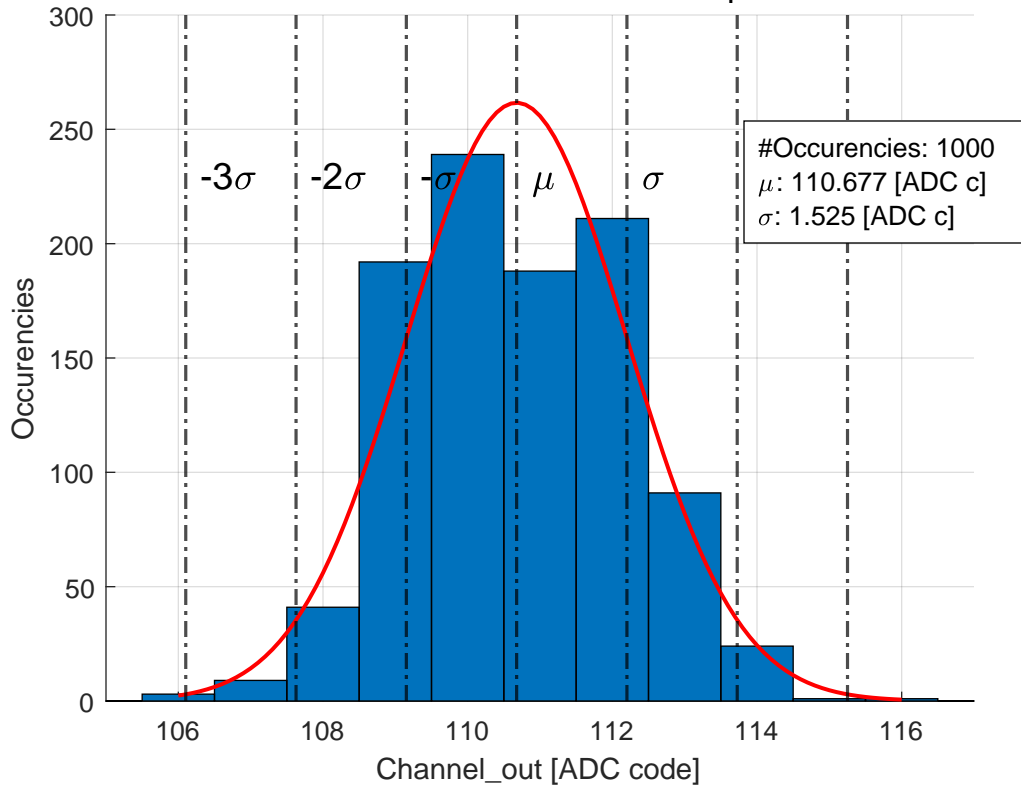 300
250
200
150
100
50
0
Occurencies
-3σ
-2σ
-σ
μ
σ
#Occurencies: 1000
μ: 110.677 [ADC c]
σ: 1.525 [ADC c]
106
108
110
112
114
116
Channel_out [ADC code]